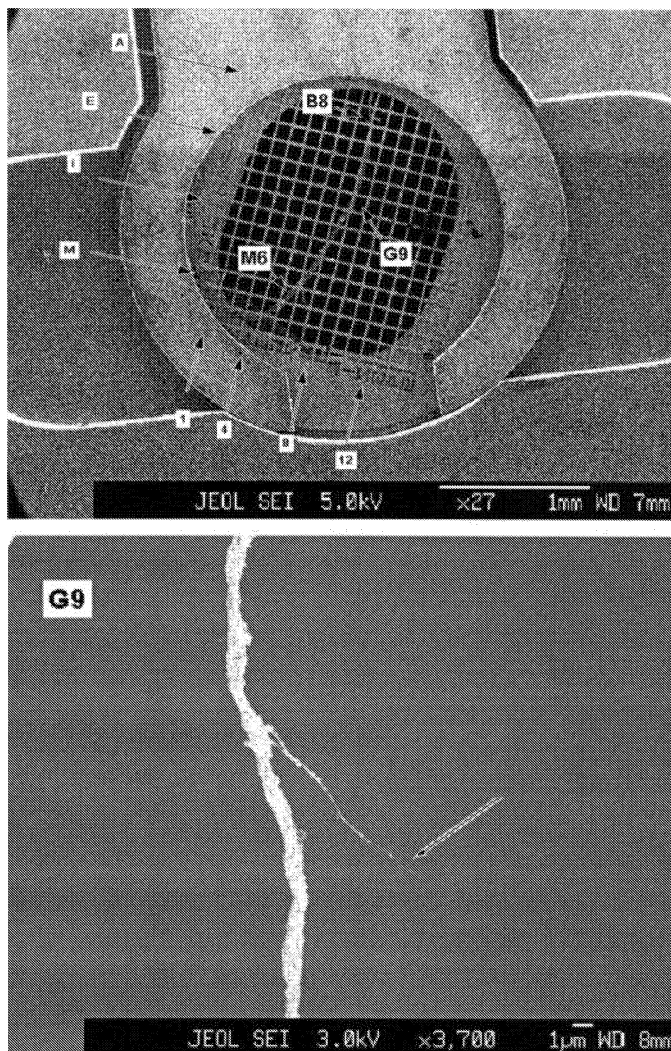 A
B8
E
I
M
M6
G9
1
4
8
12
JEOL SEI 5.0kV ×27 1mm WD 7mm
G9
JEOL SEI 3.0kV ×3,700 1µm WD 8mm